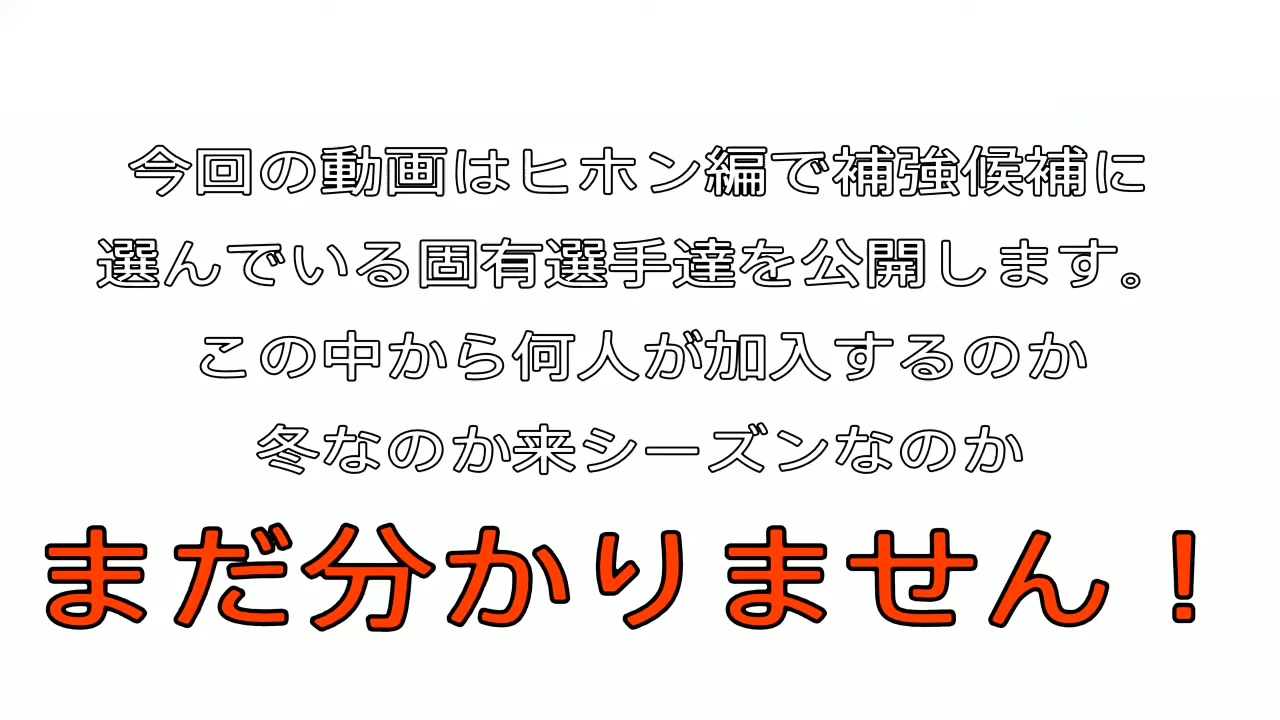 今回の動画はヒホン編で補強候補に
選んでいる固有選手達を公開します。
この中から何人が加入するのか
冬なのか来シーズンなのか
まだ分かりません！